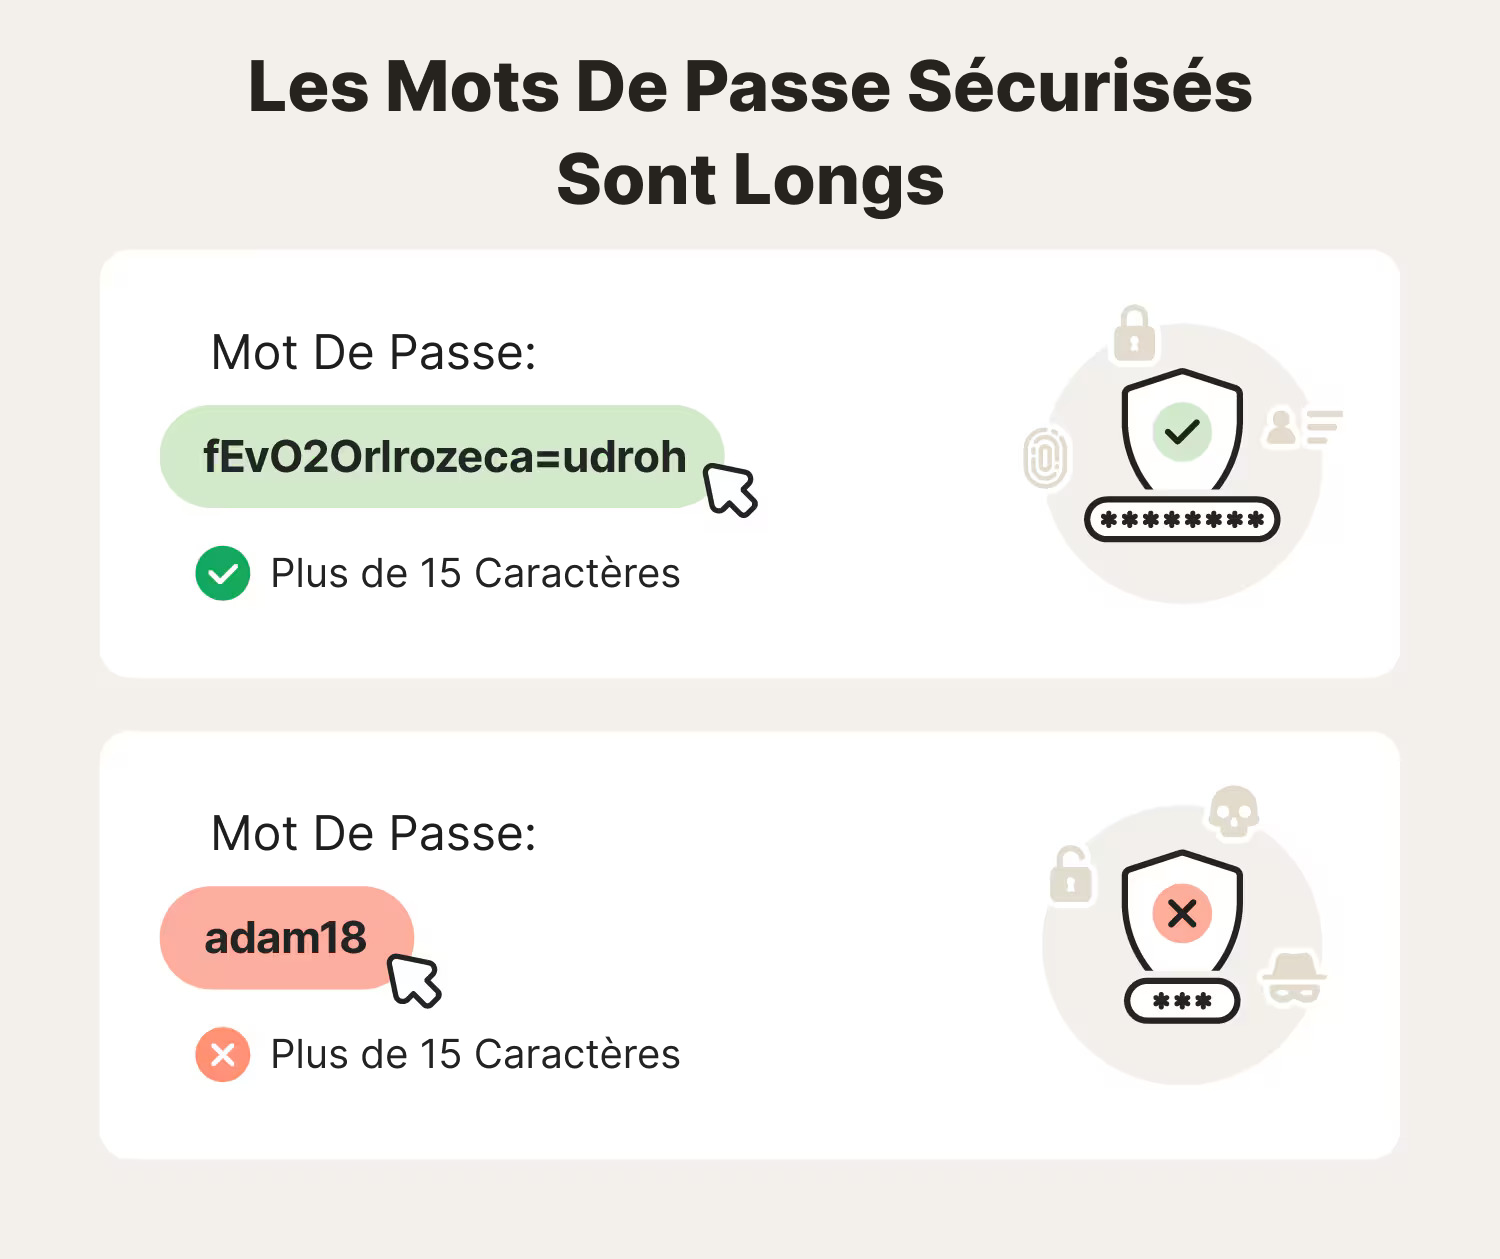 Les Mots De Passe Sécurisés
Sont Longs
Mot De Passe:
fEvO2OrIrozeca=udroh
Plus de 15 Caractères
********
Mot De Passe:
adam18
Plus de 15 Caractères
***